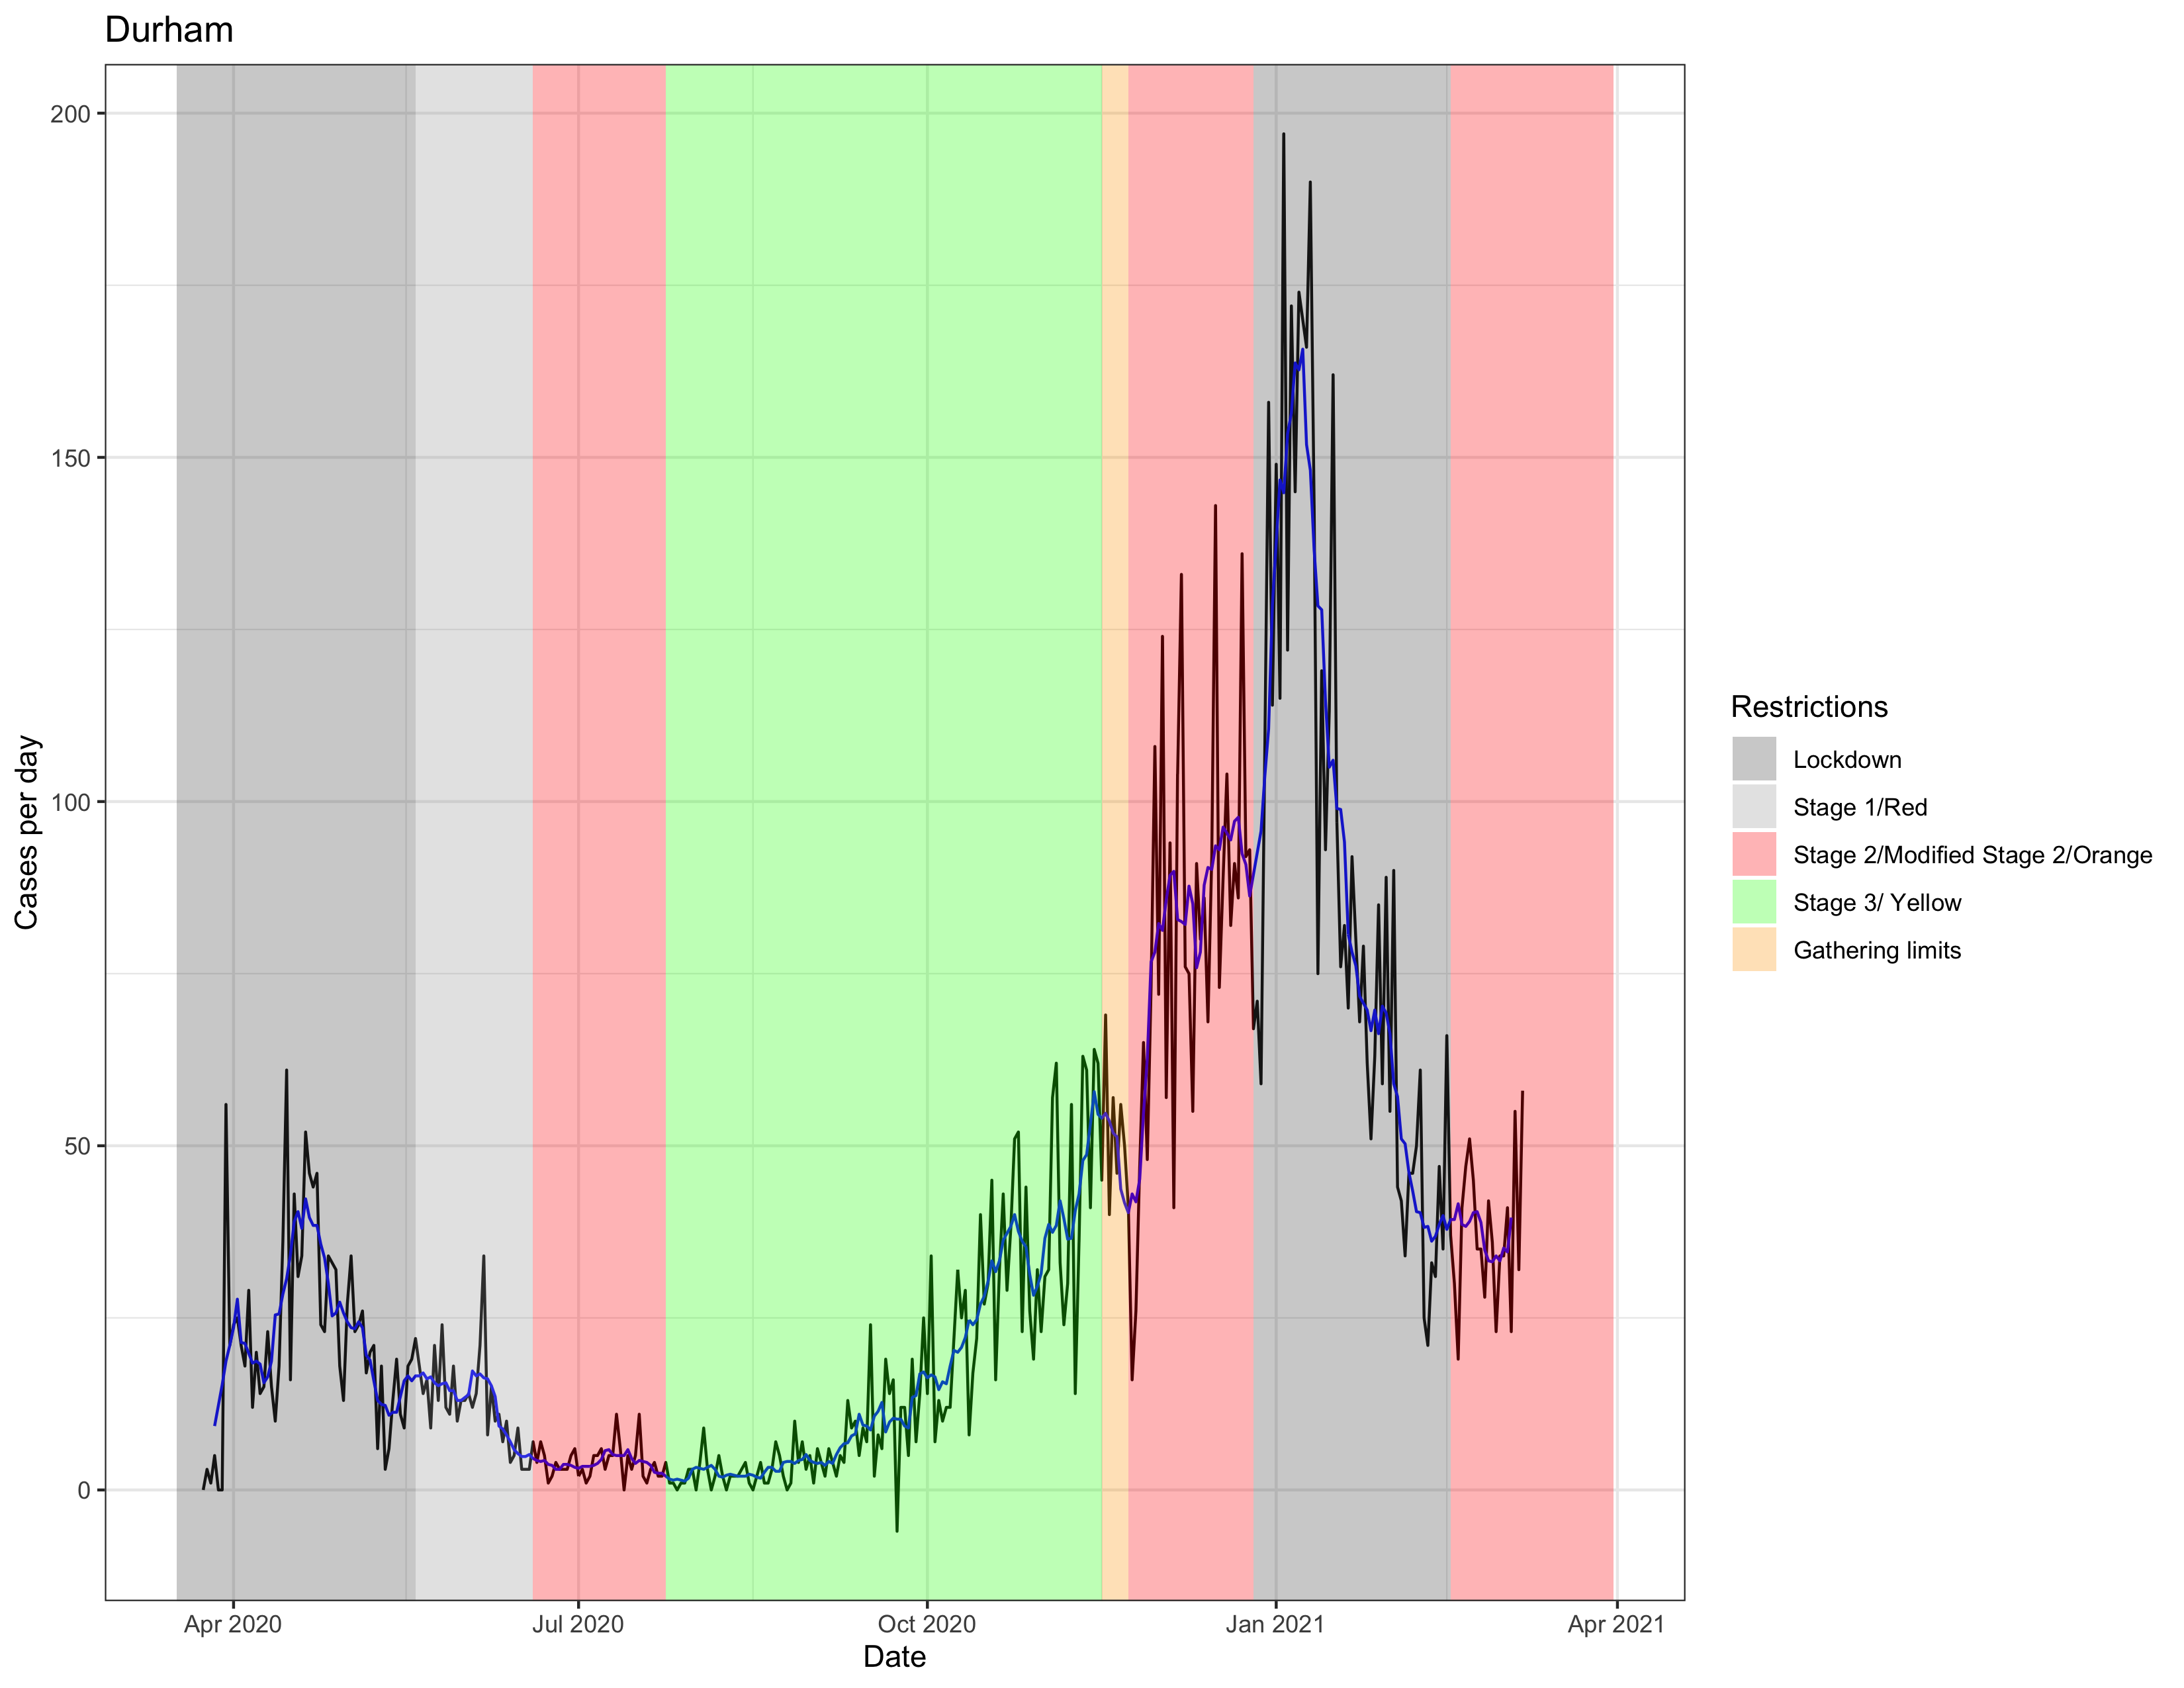 Durham
200
150
100
50
0
Cases per day
Apr 2020
Jul 2020
Oct 2020
Jan 2021
Apr 2021
Date
Restrictions
Lockdown
Stage 1/Red
Stage 2/Modified Stage 2/Orange
Stage 3/ Yellow
Gathering limits